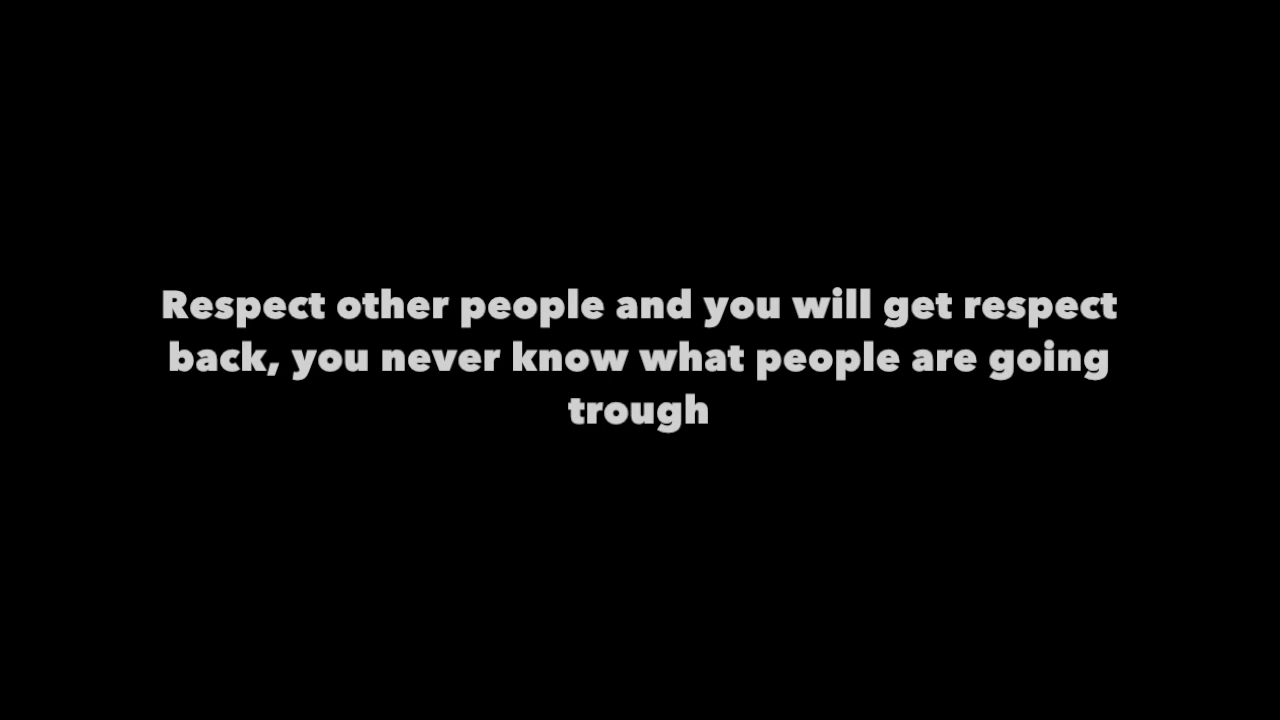 Respect other people and you will get respect
back, you never know what people are going
trough